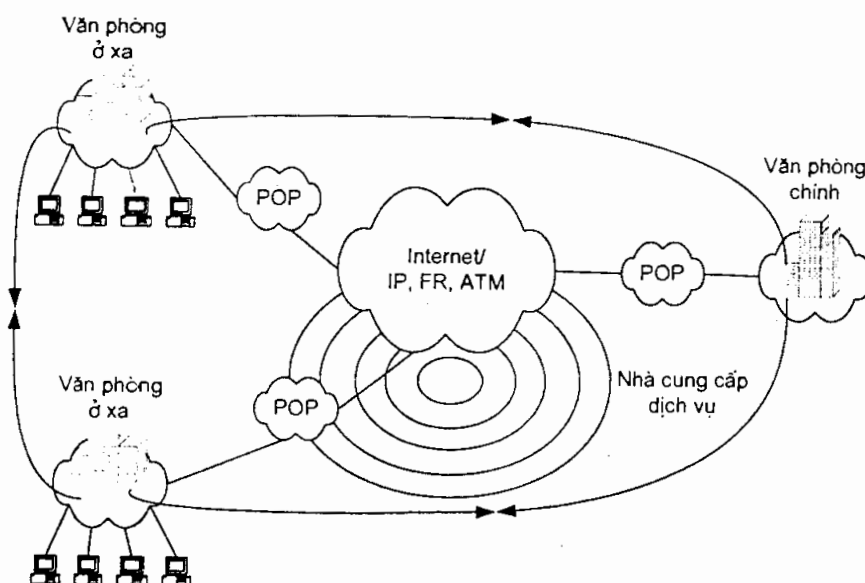 Văn phòng
ở xa
Văn phòng
chính
POP
Internet/
IP, FR, ATM
POP
Văn phòng
ở xa
POP
Nhà cung cấp
dịch vụ